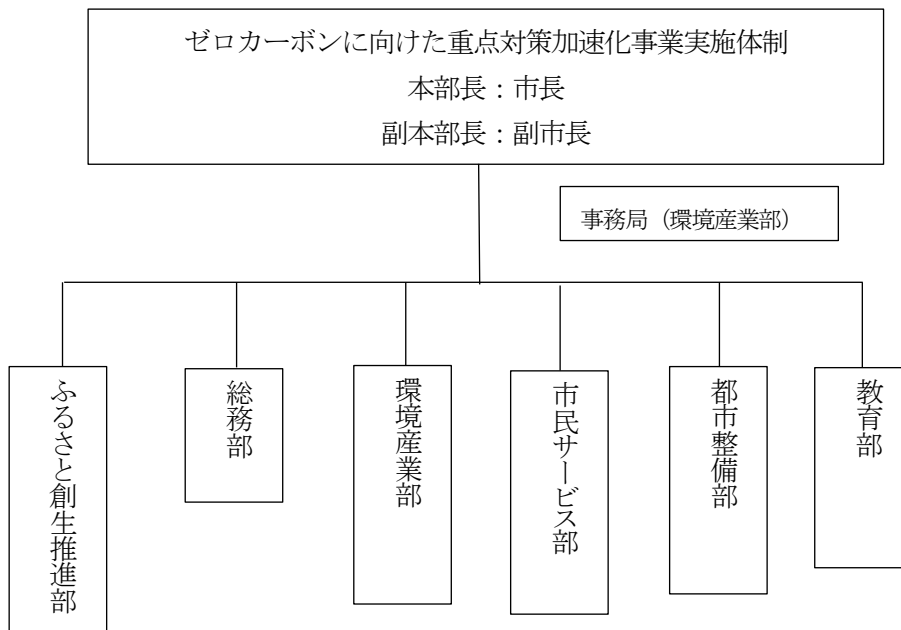 ゼロカーボンに向けた重点対策加速化事業実施体制
本部長：市長
副本部長：副市長
事務局（環境産業部）
ふるさと創生推進部
総務部
環境産業部
市民サービス部
都市整備部
教育部